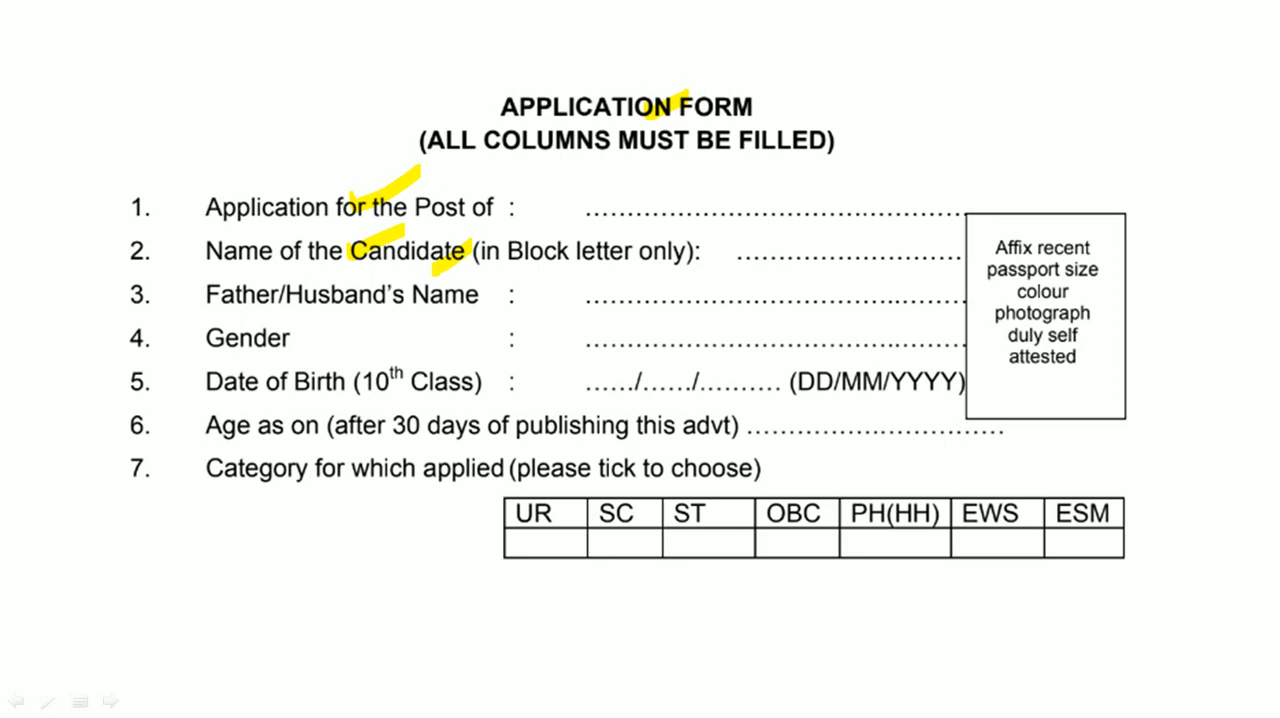 APPLICATION FORM
(ALL COLUMNS MUST BE FILLED)
1. Application for the Post of : ……………………………………………
2. Name of the Candidate (in Block letter only): ………………………
3. Father/Husband’s Name : ……………………………………………
4. Gender : ……………………………………………
5. Date of Birth (10th Class) : ……/……/………. (DD/MM/YYYY)
6. Age as on (after 30 days of publishing this advt) …………………………
7. Category for which applied (please tick to choose)
Affix recent
passport size
colour
photograph
duly self
attested
UR SC ST OBC PH(HH) EWS ESM